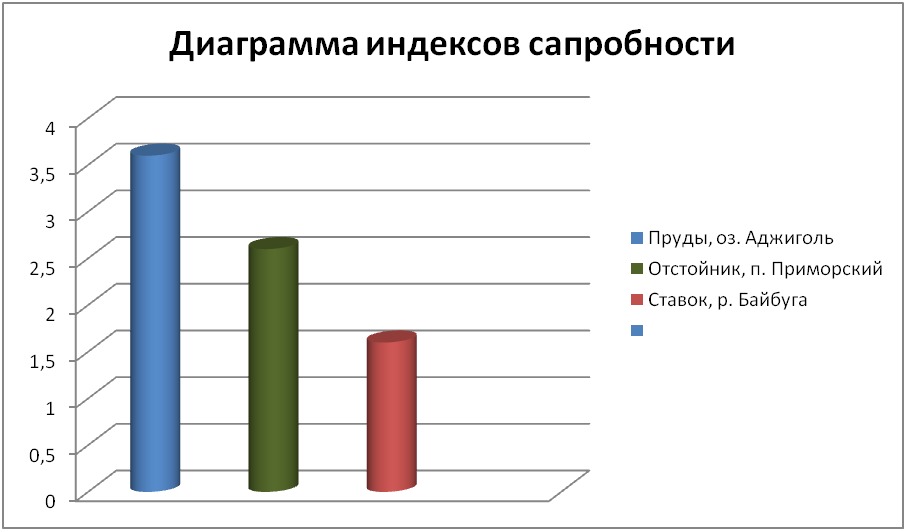 Диаграмма индексов сапробности
4
3,5
3
2,5
2
1,5
1
0,5
0
Пруды, оз. Аджиголь
Отстойник, п. Приморский
Ставок, р. Байбуга